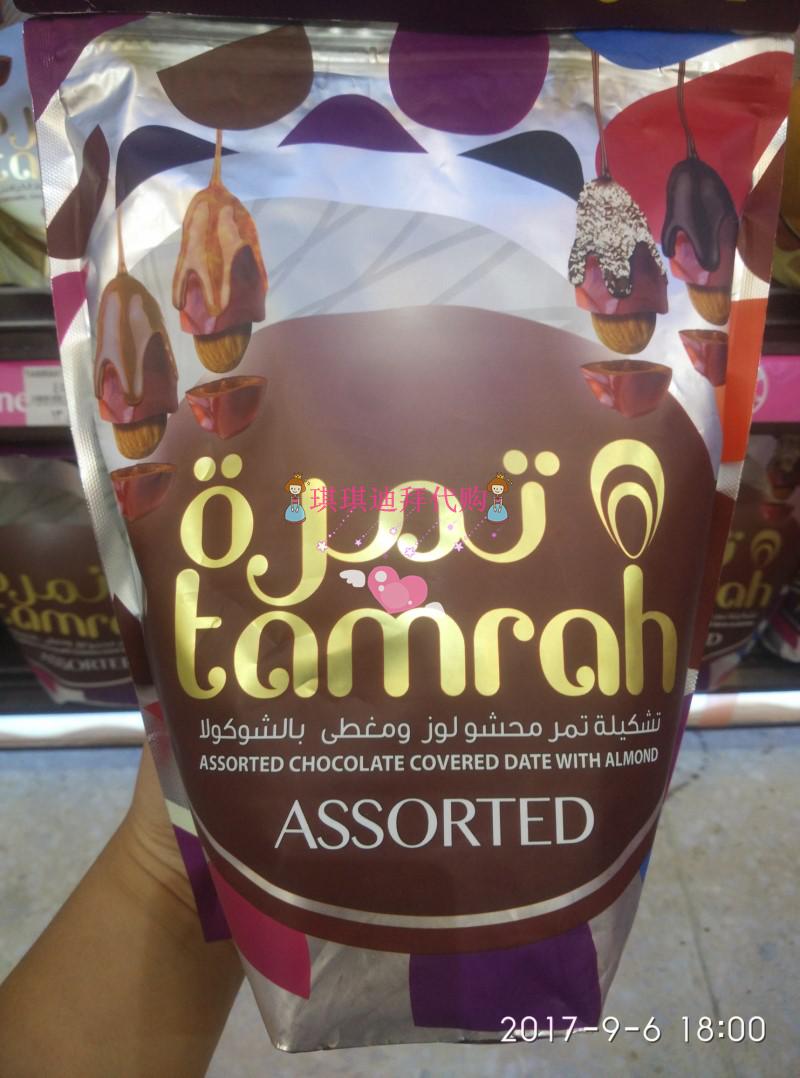 تمرة
琪琪迪拜代购
tamrah
تشكيلة تمر محشو لوز ومغطى بالشوكولا
ASSORTED CHOCOLATE COVERED DATE WITH ALMOND
ASSORTED
2017-9-6 18:00